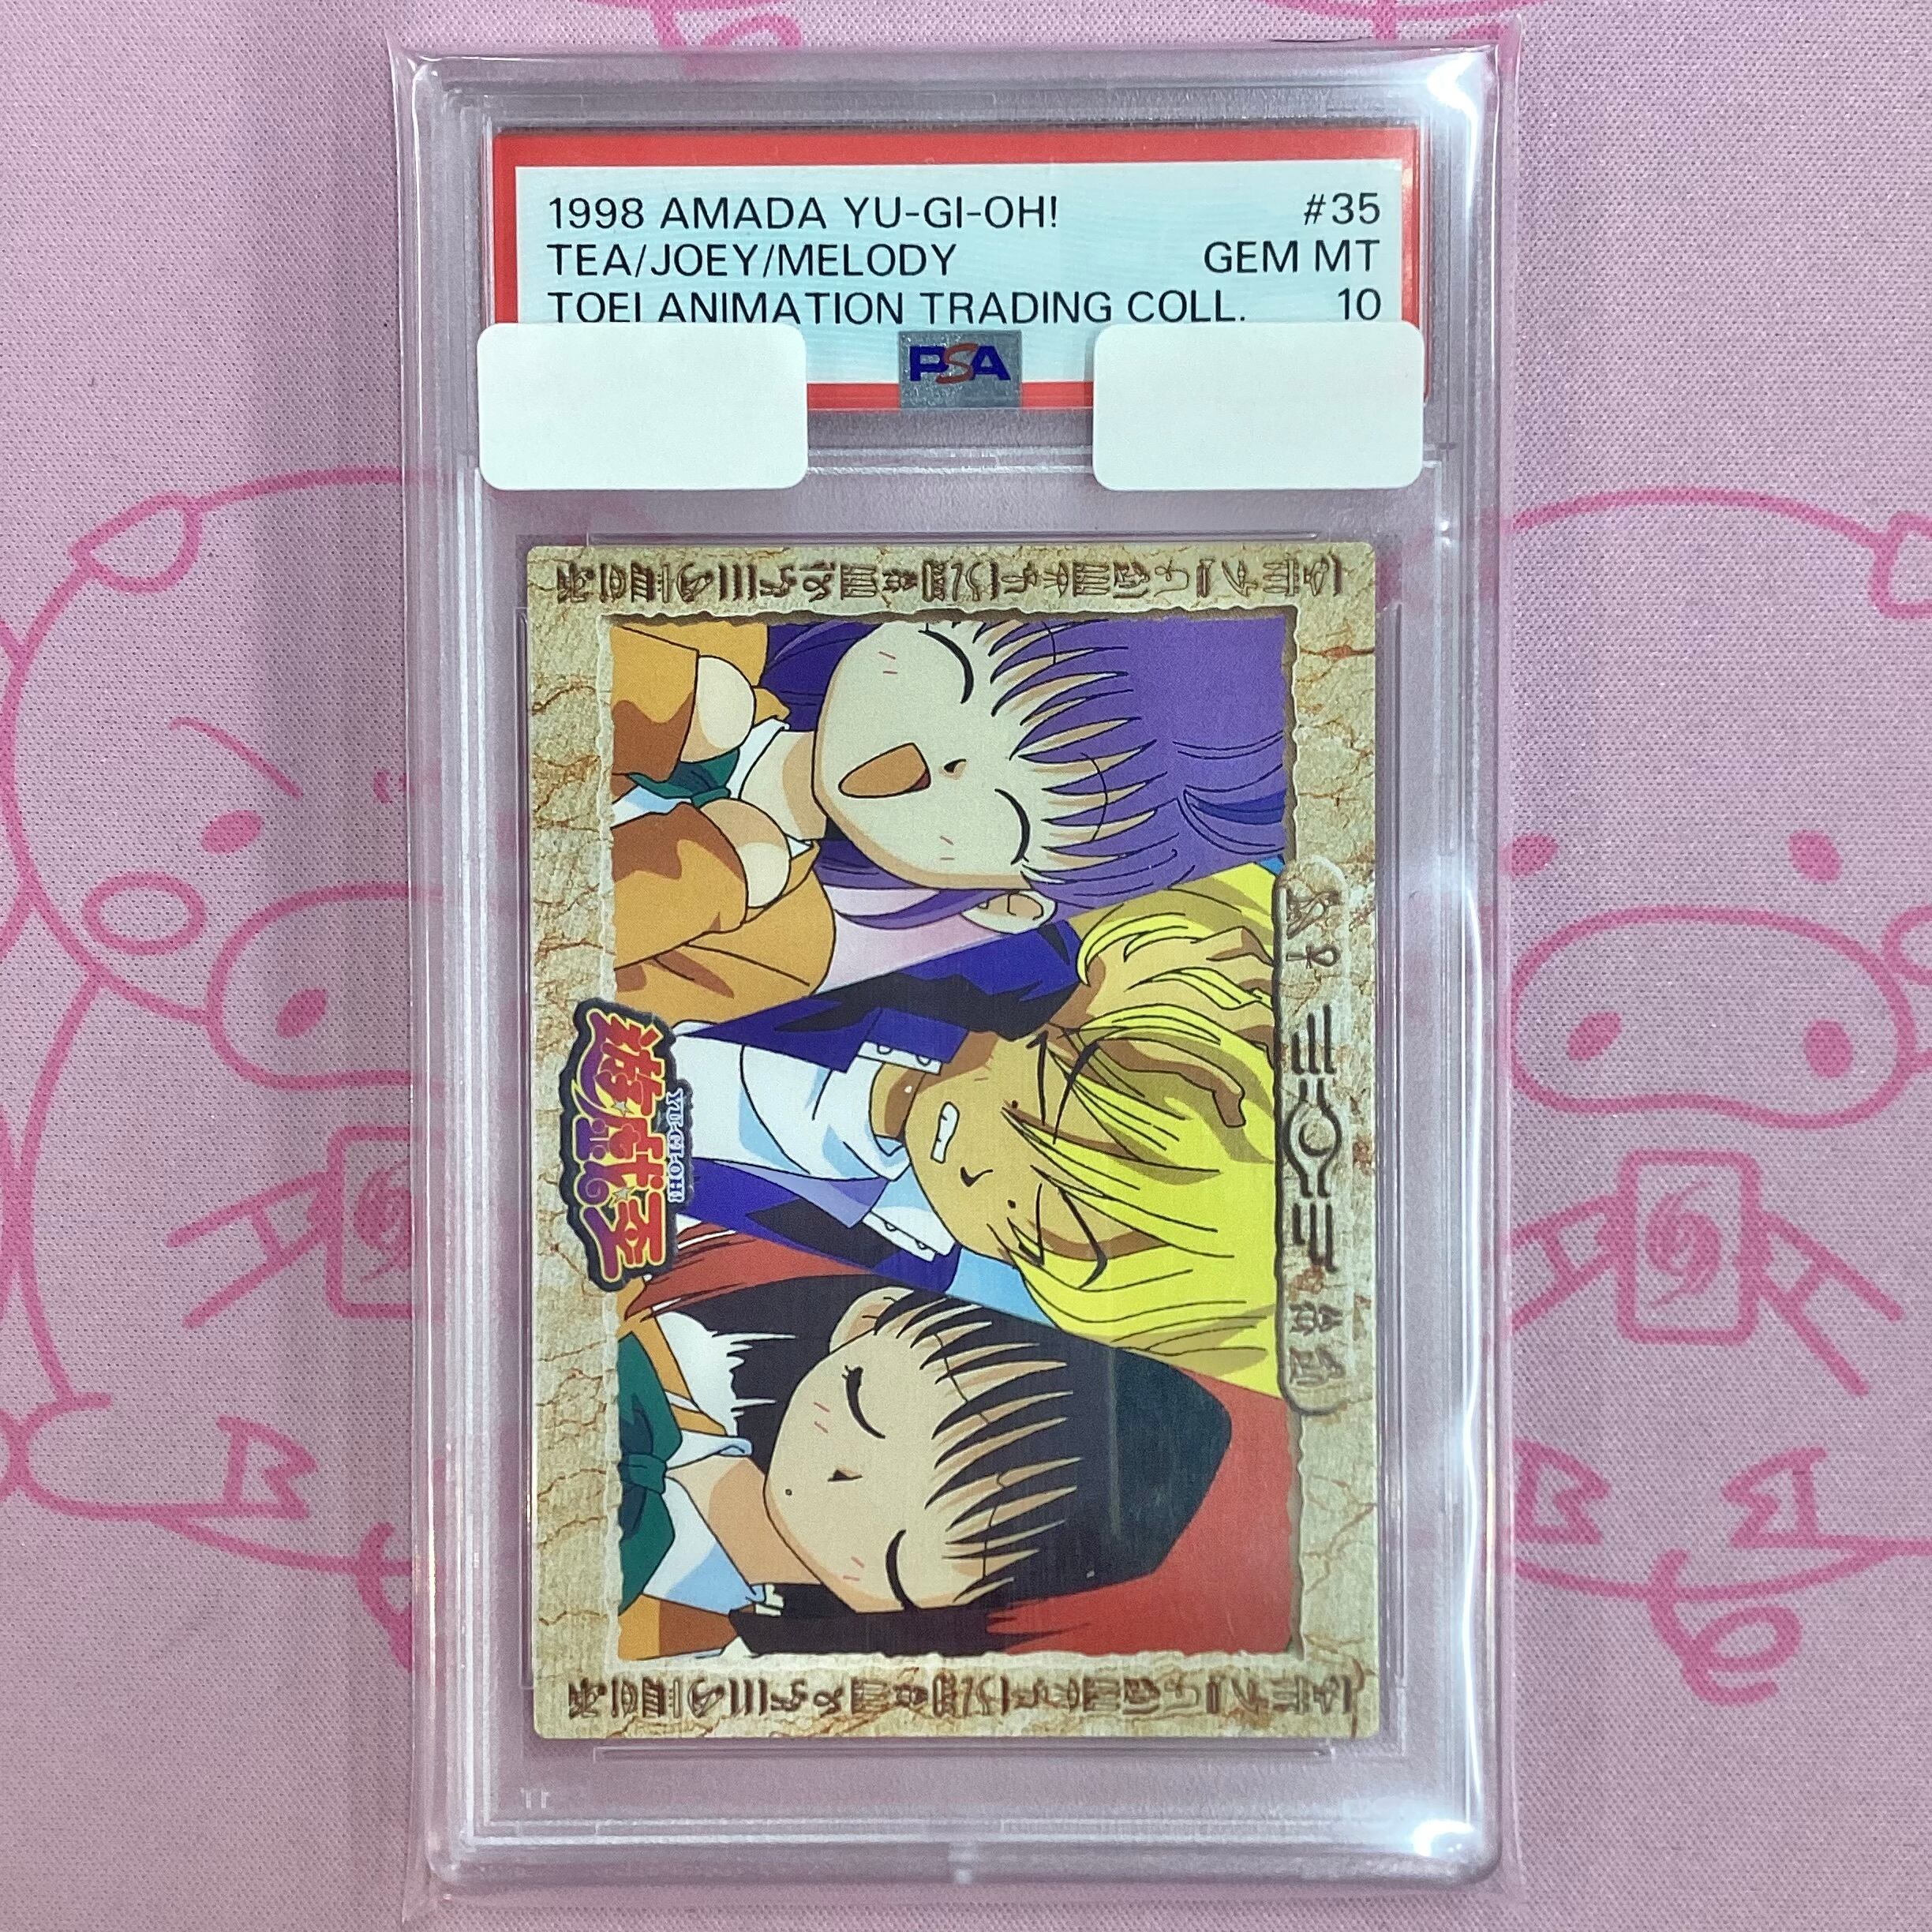 1998 AMADA YU-GI-OH! #35
TEA/JOEY/MELODY GEM MT
TOEI ANIMATION TRADING COLL. 10
PSA
遊☆戯☆王
YU-GI-OH!